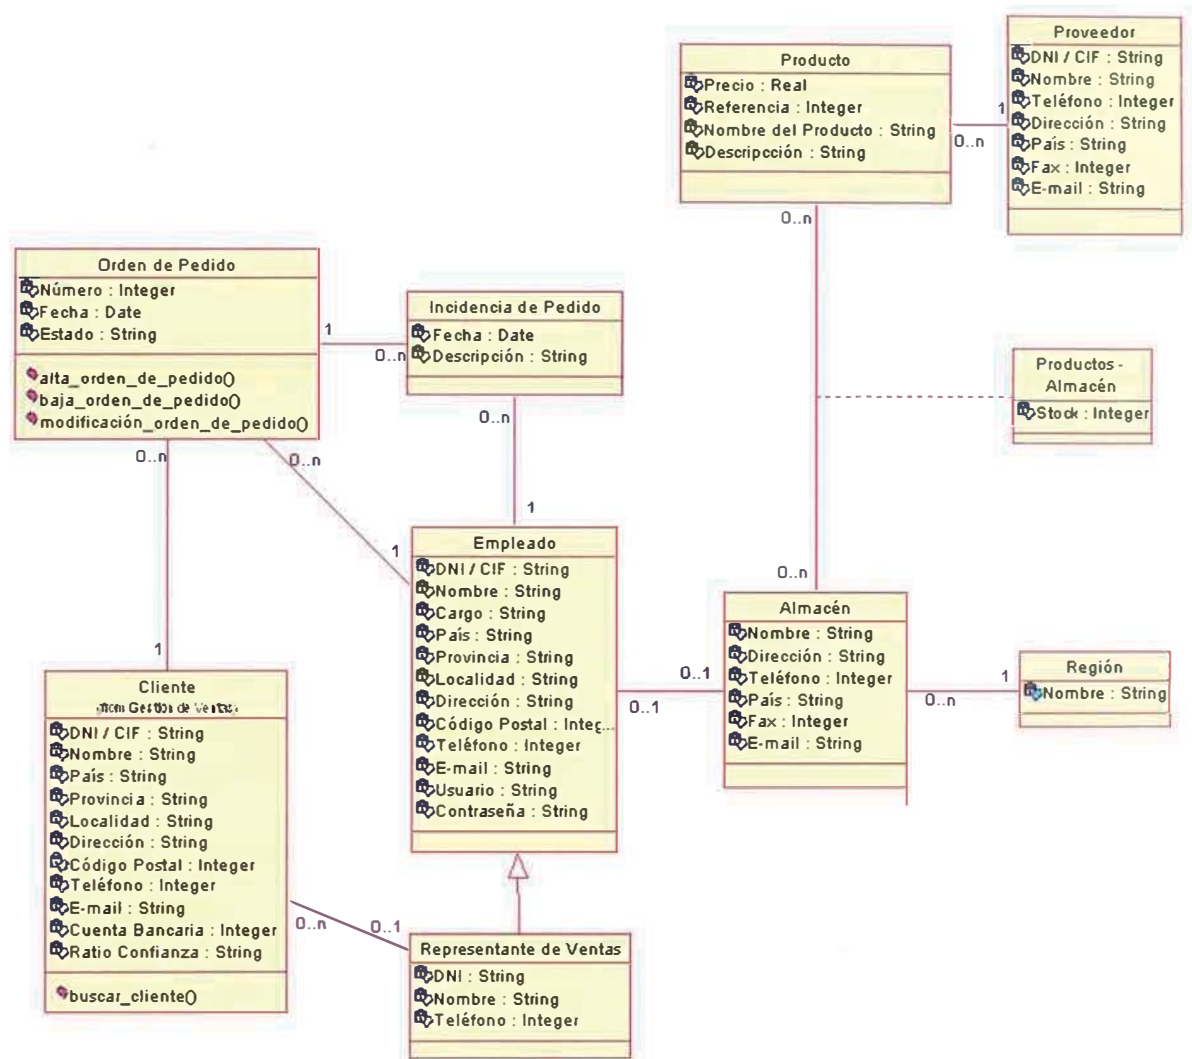 Proveedor
DNI / CIF : String
Nombre : String
Teléfono : Integer
Dirección : String
País : String
Fax : Integer
E-mail : String
Producto
Precio : Real
Referencia : Integer
Nombre del Producto : String
Descripcción : String
1
0..n
0..n
Orden de Pedido
Número : Integer
Fecha : Date
Estado : String
alta_orden_de_pedido()
baja_orden_de_pedido()
modificación_orden_de_pedido()
1
0..n
Incidencia de Pedido
Fecha : Date
Descripción : String
Productos -
Almacén
Stock : Integer
0..n
0..n
0..n
1
1
0..n
1
Empleado
DNI / CIF : String
Nombre : String
Cargo : String
País : String
Provincia : String
Localidad : String
Dirección : String
Código Postal : Integ...
Teléfono : Integer
E-mail : String
Usuario : String
Contraseña : String
0..1
0..1
Almacén
Nombre : String
Dirección : String
Teléfono : Integer
País : String
Fax : Integer
E-mail : String
1
0..n
Región
Nombre : String
Cliente
(from Gestión de Ventas)
DNI / CIF : String
Nombre : String
País : String
Provincia : String
Localidad : String
Dirección : String
Código Postal : Integer
Teléfono : Integer
E-mail : String
Cuenta Bancaria : Integer
Ratio Confianza : String
buscar_cliente()
0..n
0..1
Representante de Ventas
DNI : String
Nombre : String
Teléfono : Integer